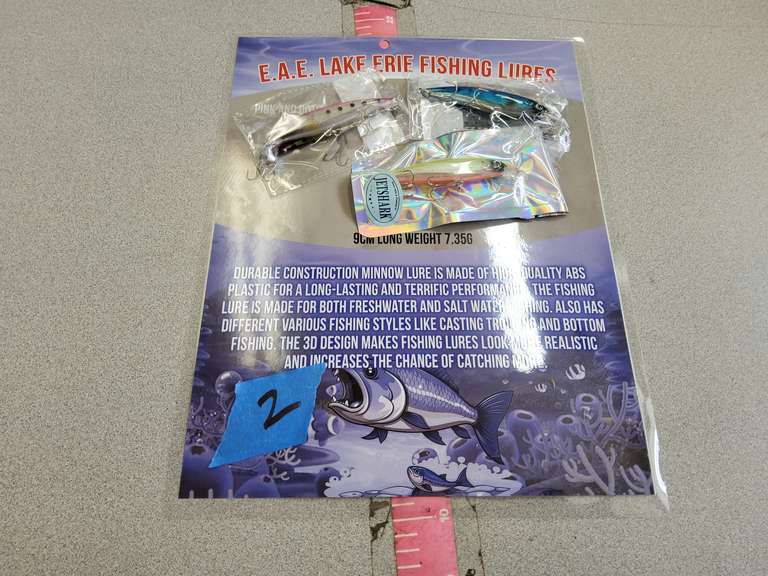 E.A.E. LAKE ERIE FISHING LURES
PINK AND
JETSHARK
9CM LONG WEIGHT 7.35G
DURABLE CONSTRUCTION MINNOW LURE IS MADE OF HIGH QUALITY ABS
PLASTIC FOR A LONG-LASTING AND TERRIFIC PERFORMANCE. THE FISHING
LURE IS MADE FOR BOTH FRESHWATER AND SALT WATER FISHING. ALSO HAS
DIFFERENT VARIOUS FISHING STYLES LIKE CASTING TROLLING AND BOTTOM
FISHING. THE 3D DESIGN MAKES FISHING LURES LOOK MORE REALISTIC
AND INCREASES THE CHANCE OF CATCHING MORE.
2
10